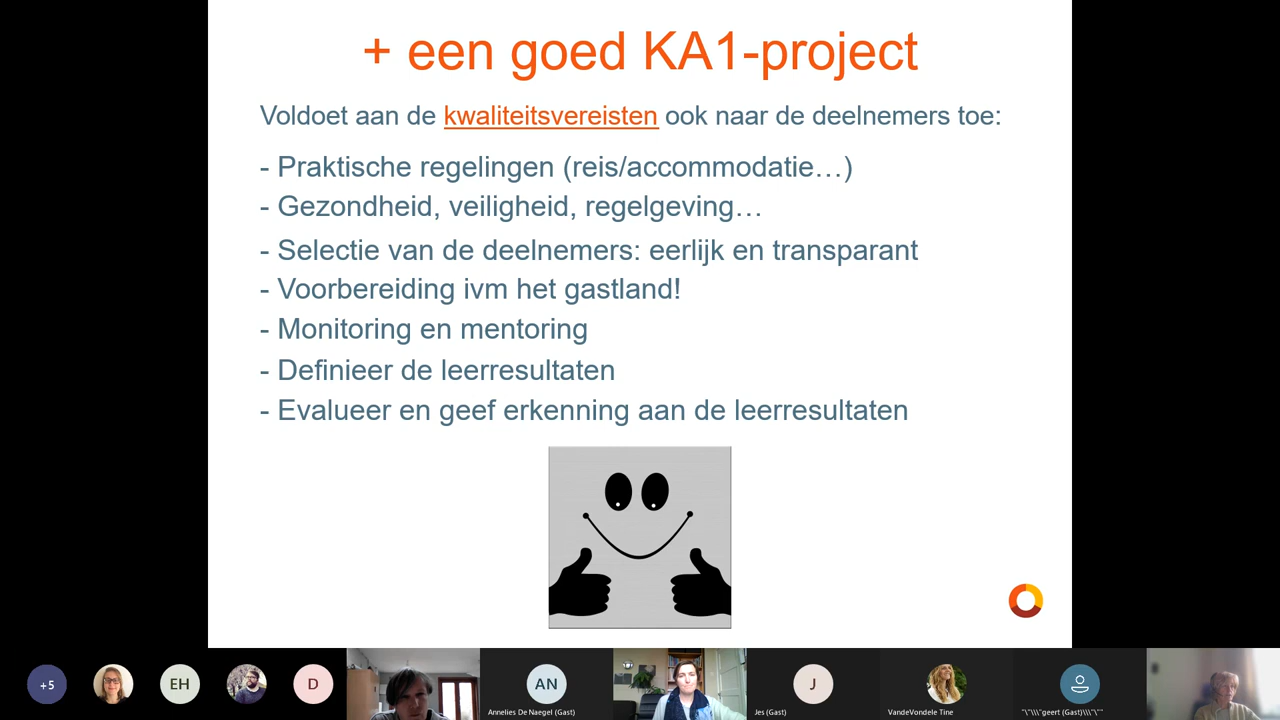 + een goed KA1-project
Voldoet aan de kwaliteitsvereisten ook naar de deelnemers toe:
- Praktische regelingen (reis/accommodatie…)
- Gezondheid, veiligheid, regelgeving…
- Selectie van de deelnemers: eerlijk en transparant
- Voorbereiding ivm het gastland!
- Monitoring en mentoring
- Definieer de leerresultaten
- Evalueer en geef erkenning aan de leerresultaten
+5
EH
D
AN
Annelies De Naegel (Gast)
J
Jes (Gast)
VandeVondele Tine
"\"\\\"geert (Gast)\\\"\""